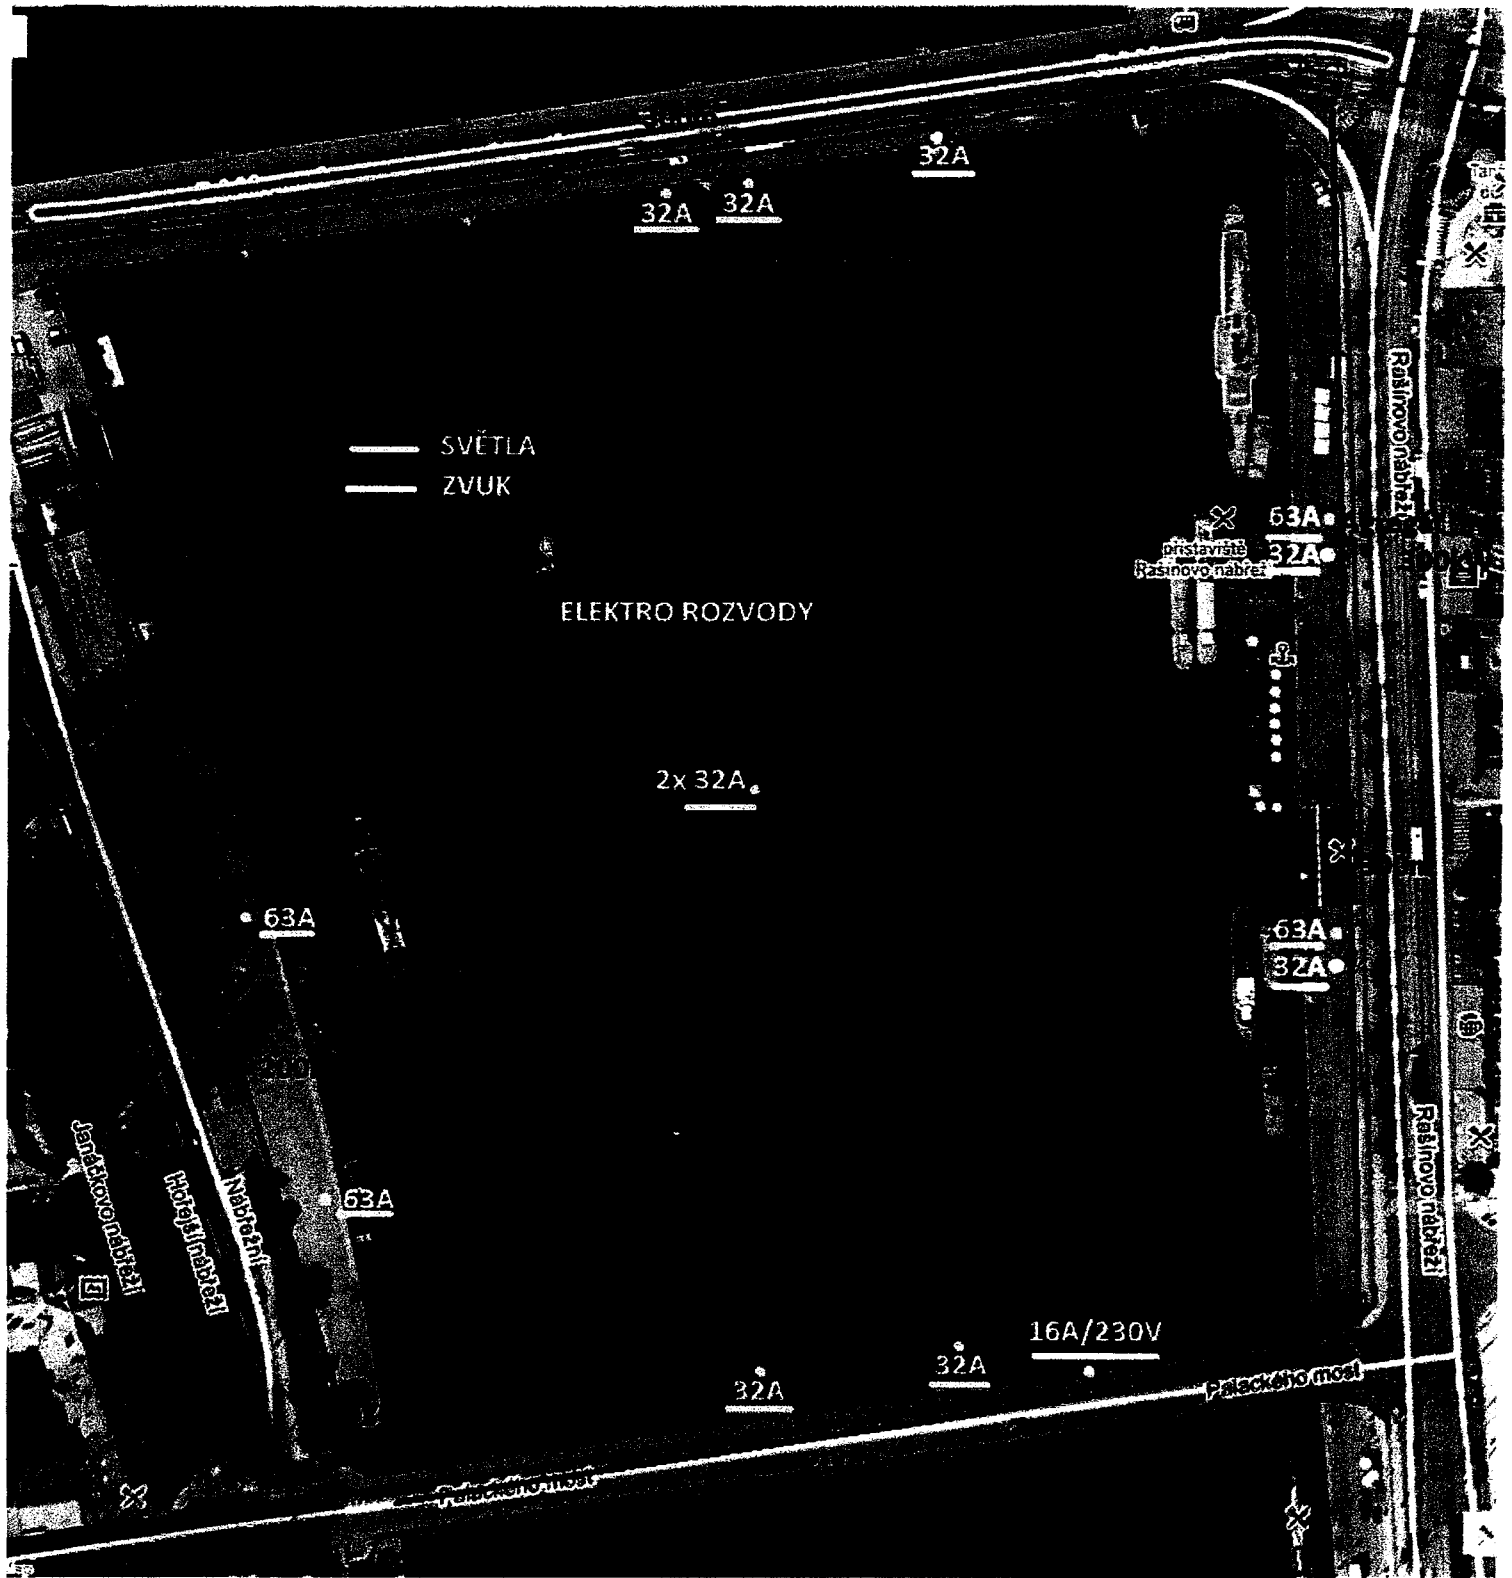 32A
32A
32A
SVĚTLA
ZVUK
Rašínovo nábřeží
63A
přístaviště
Rašínovo nábřež
32A
ELEKTRO ROZVODY
2x 32A
63A
63A
32A
63A
Janáčkovo nábřeží
Hořejší nábřeží
Nábřežní
Rašínovo nábřeží
16A/230V
32A
32A
Palackého most
Palackého most